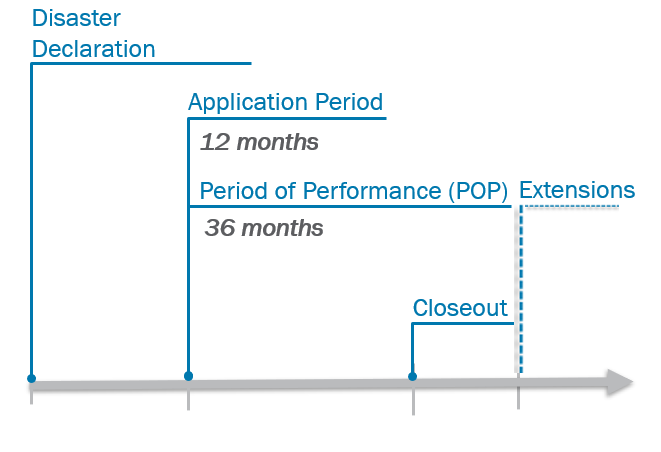 Disaster
Declaration
Application Period
12 months
Period of Performance (POP)
Extensions
36 months
Closeout